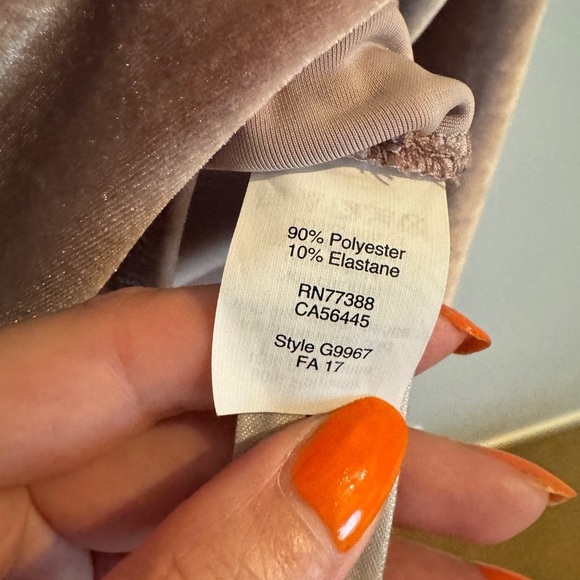 90% Polyester
10% Elastane
RN77388
CA56445
Style G9967
FA 17